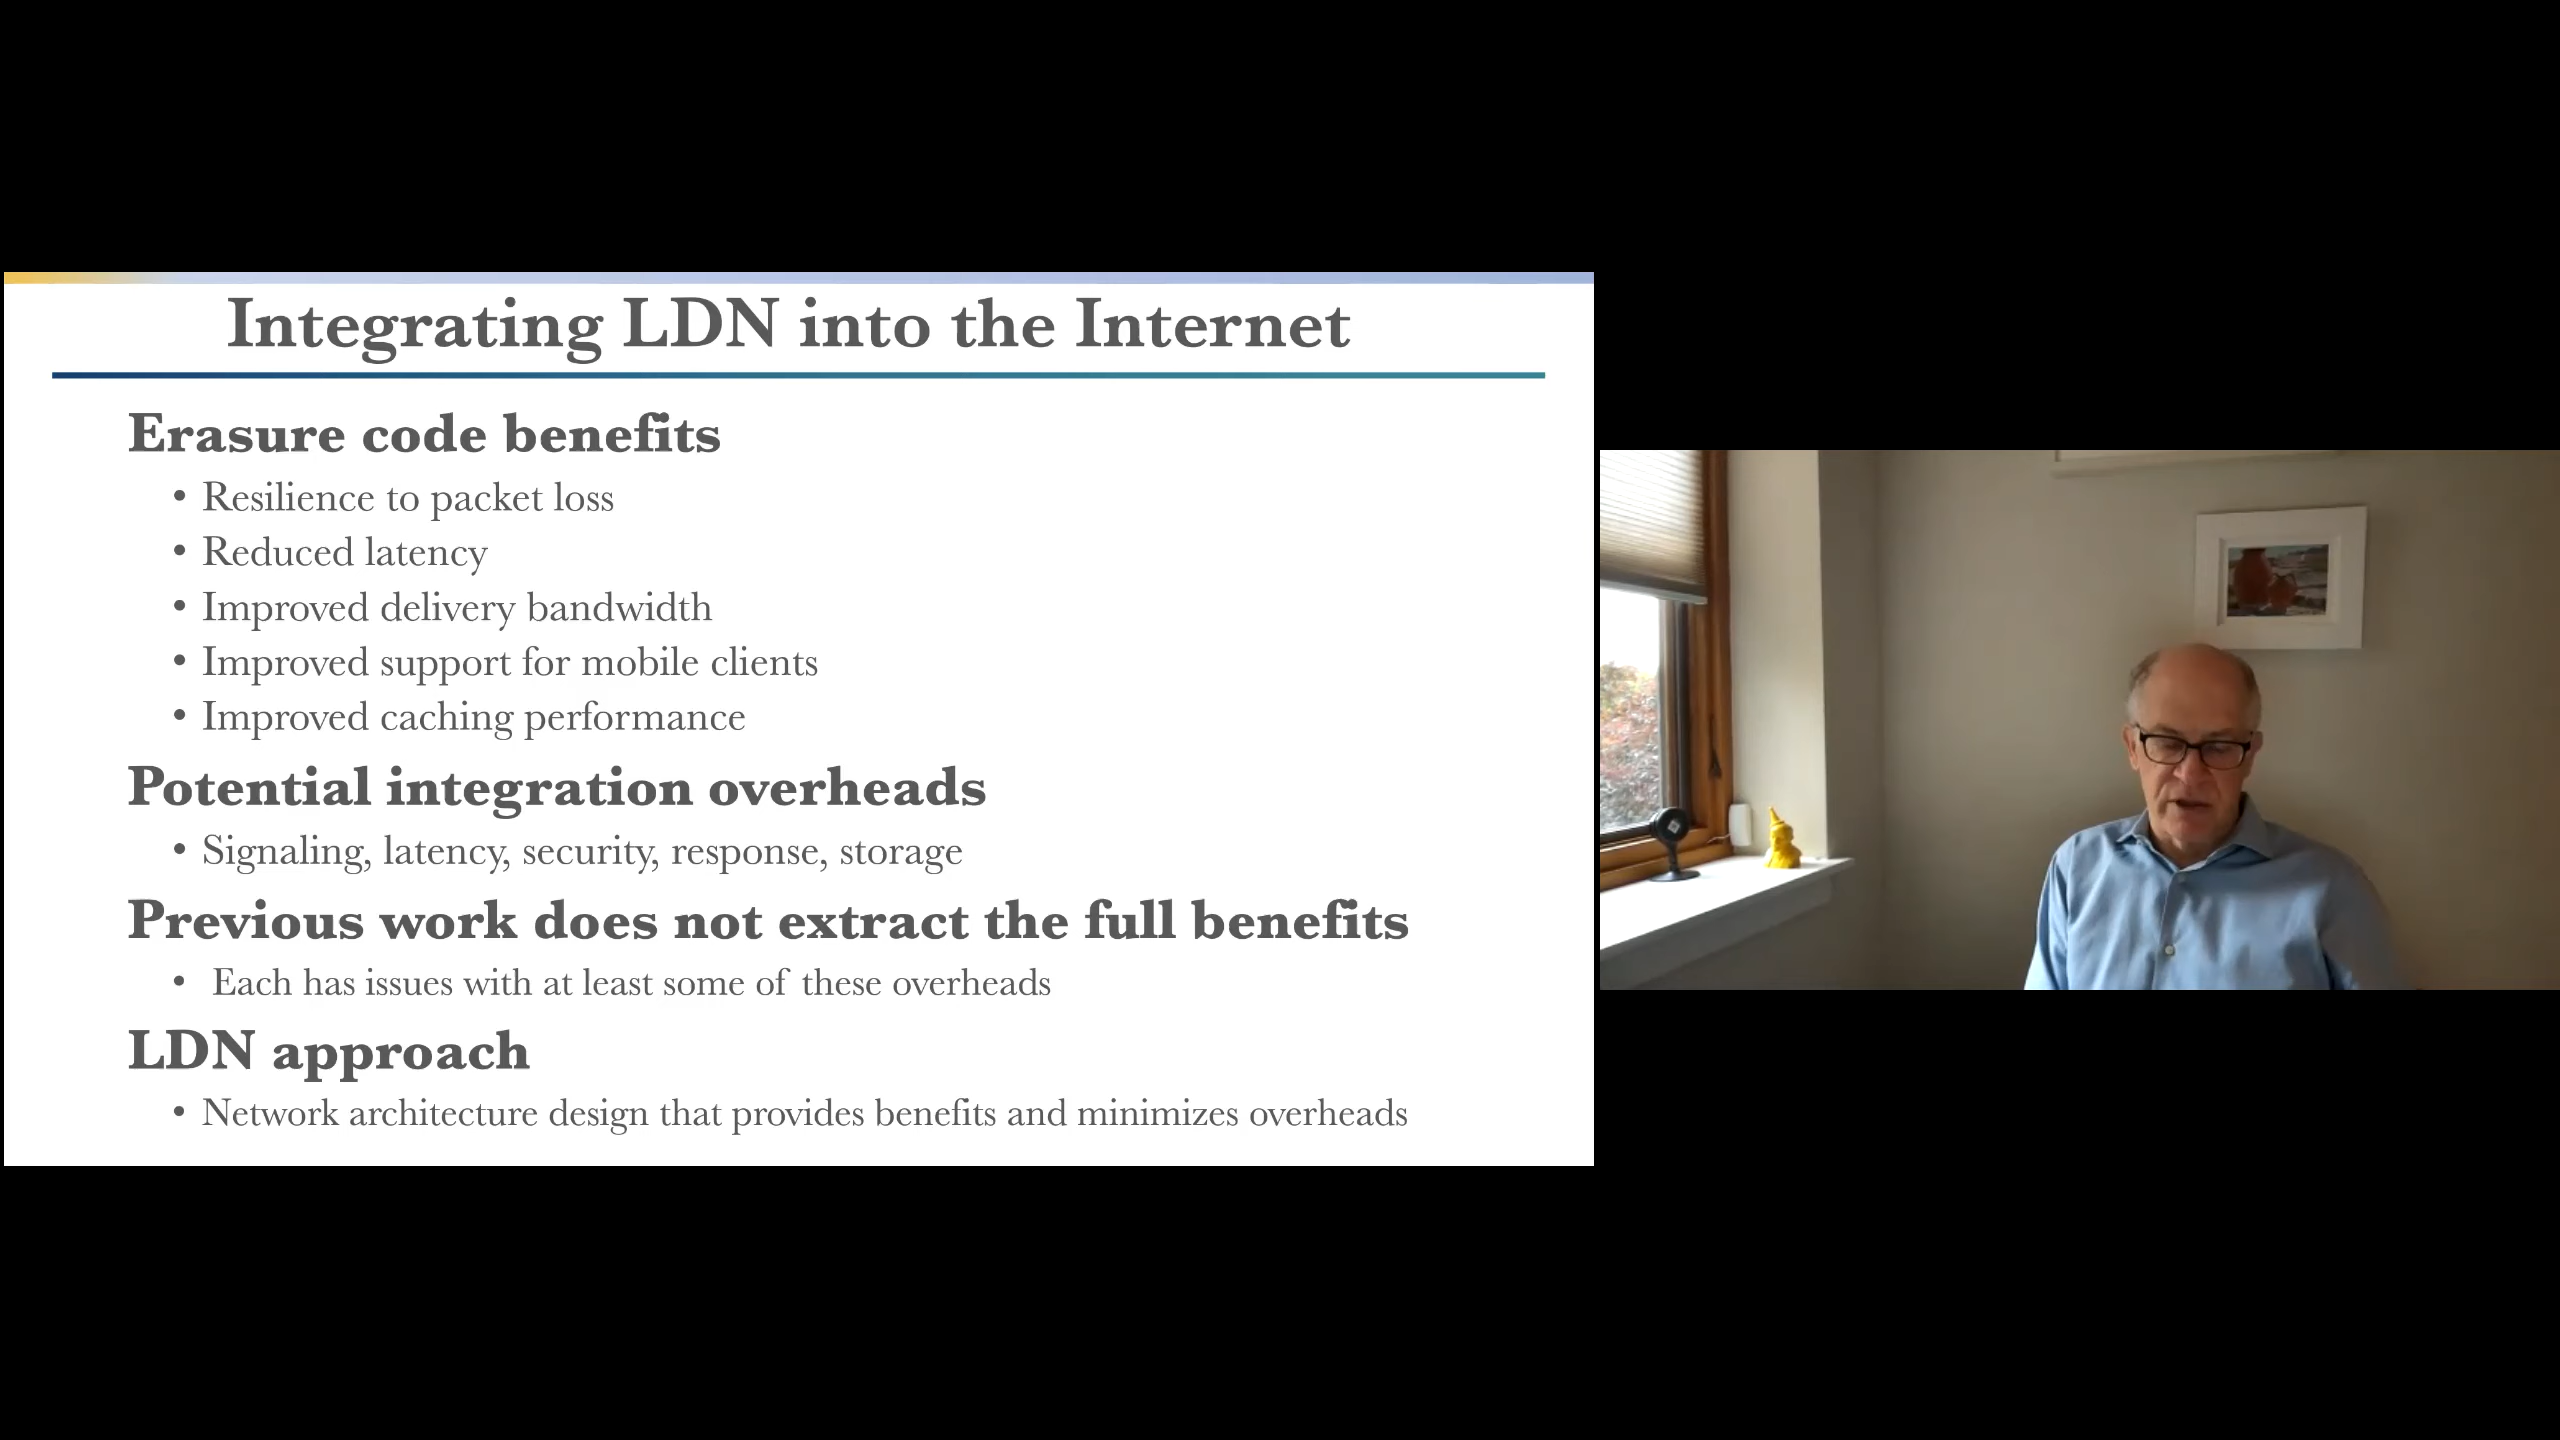 Integrating LDN into the Internet
Erasure code benefits
• Resilience to packet loss
• Reduced latency
• Improved delivery bandwidth
• Improved support for mobile clients
• Improved caching performance
Potential integration overheads
• Signaling, latency, security, response, storage
Previous work does not extract the full benefits
• Each has issues with at least some of these overheads
LDN approach
• Network architecture design that provides benefits and minimizes overheads